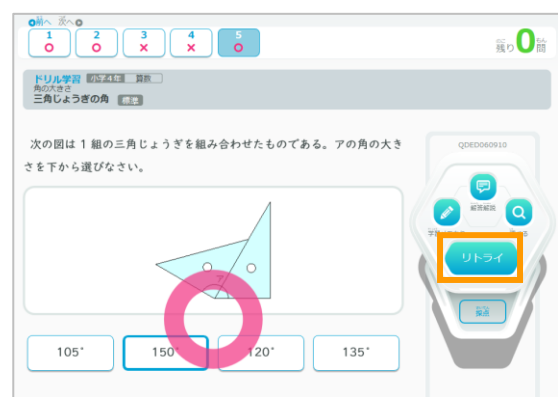 前へ 次へ
1 2 3 4 5
残り0問
ドリル学習 小学4年 算数
角の大きさ
三角じょうぎの角 標準
次の図は1組の三角じょうぎを組み合わせたものである。アの角の大き
さを下から選びなさい。
ア
105° 150° 120° 135°
QDED060910
解答解説
リトライ
採点